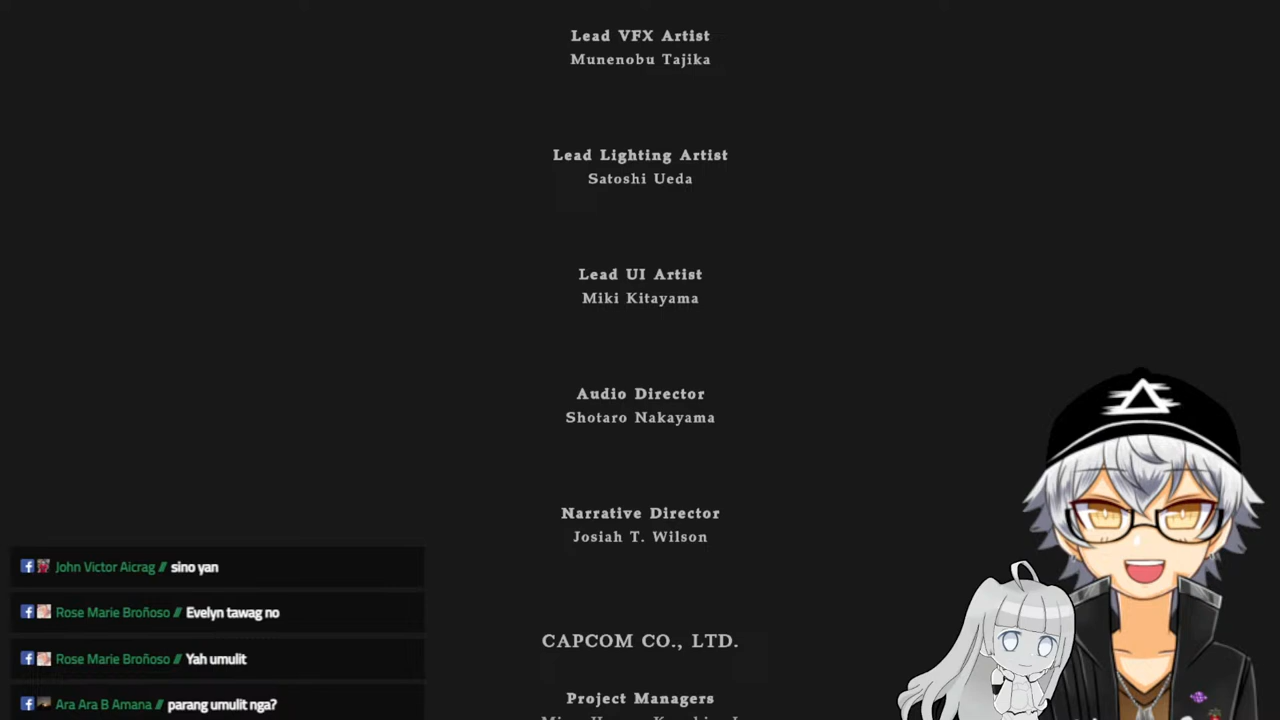 Lead VFX Artist
Munenobu Tajika
Lead Lighting Artist
Satoshi Ueda
Lead UI Artist
Miki Kitayama
Audio Director
Shotaro Nakayama
Narrative Director
Josiah T. Wilson
CAPCOM CO., LTD.
Project Managers
John Victor Aicrag // sino yan
Rose Marie Broñoso // Evelyn tawag no
Rose Marie Broñoso // Yah umulit
Ara Ara B Amana // parang umulit nga?